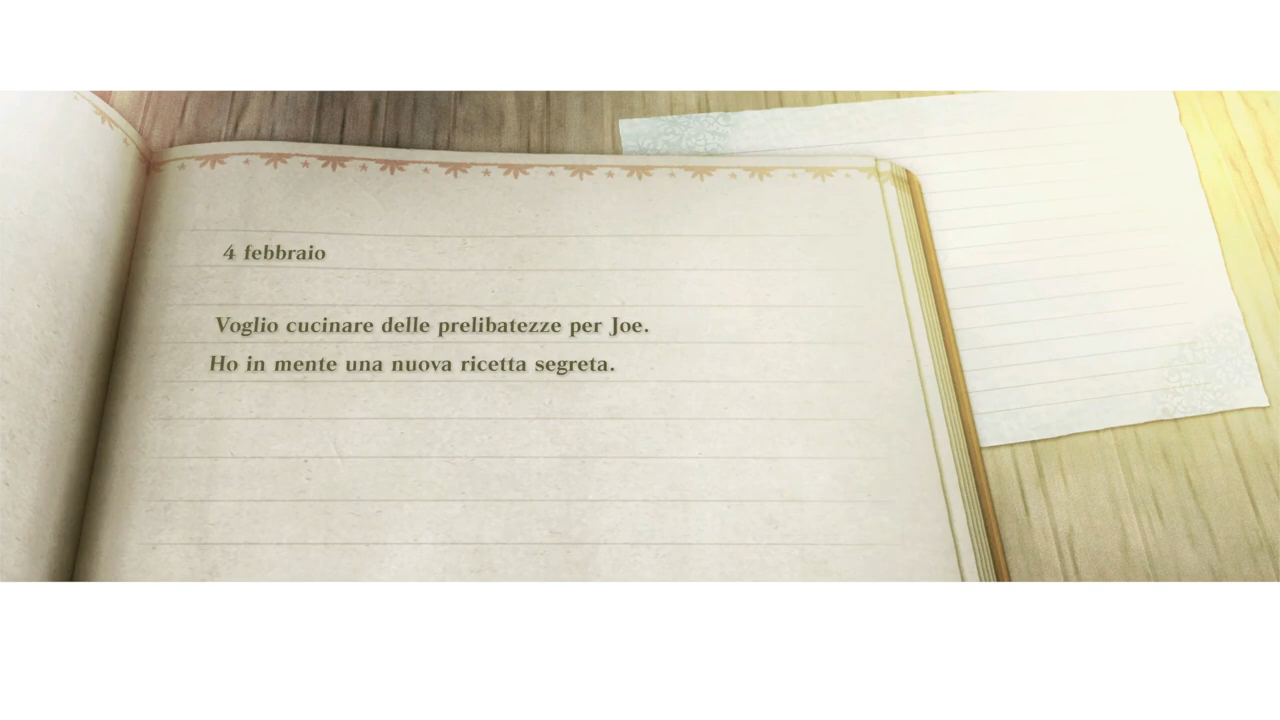 4 febbraio
Voglio cucinare delle prelibatezze per Joe.
Ho in mente una nuova ricetta segreta.